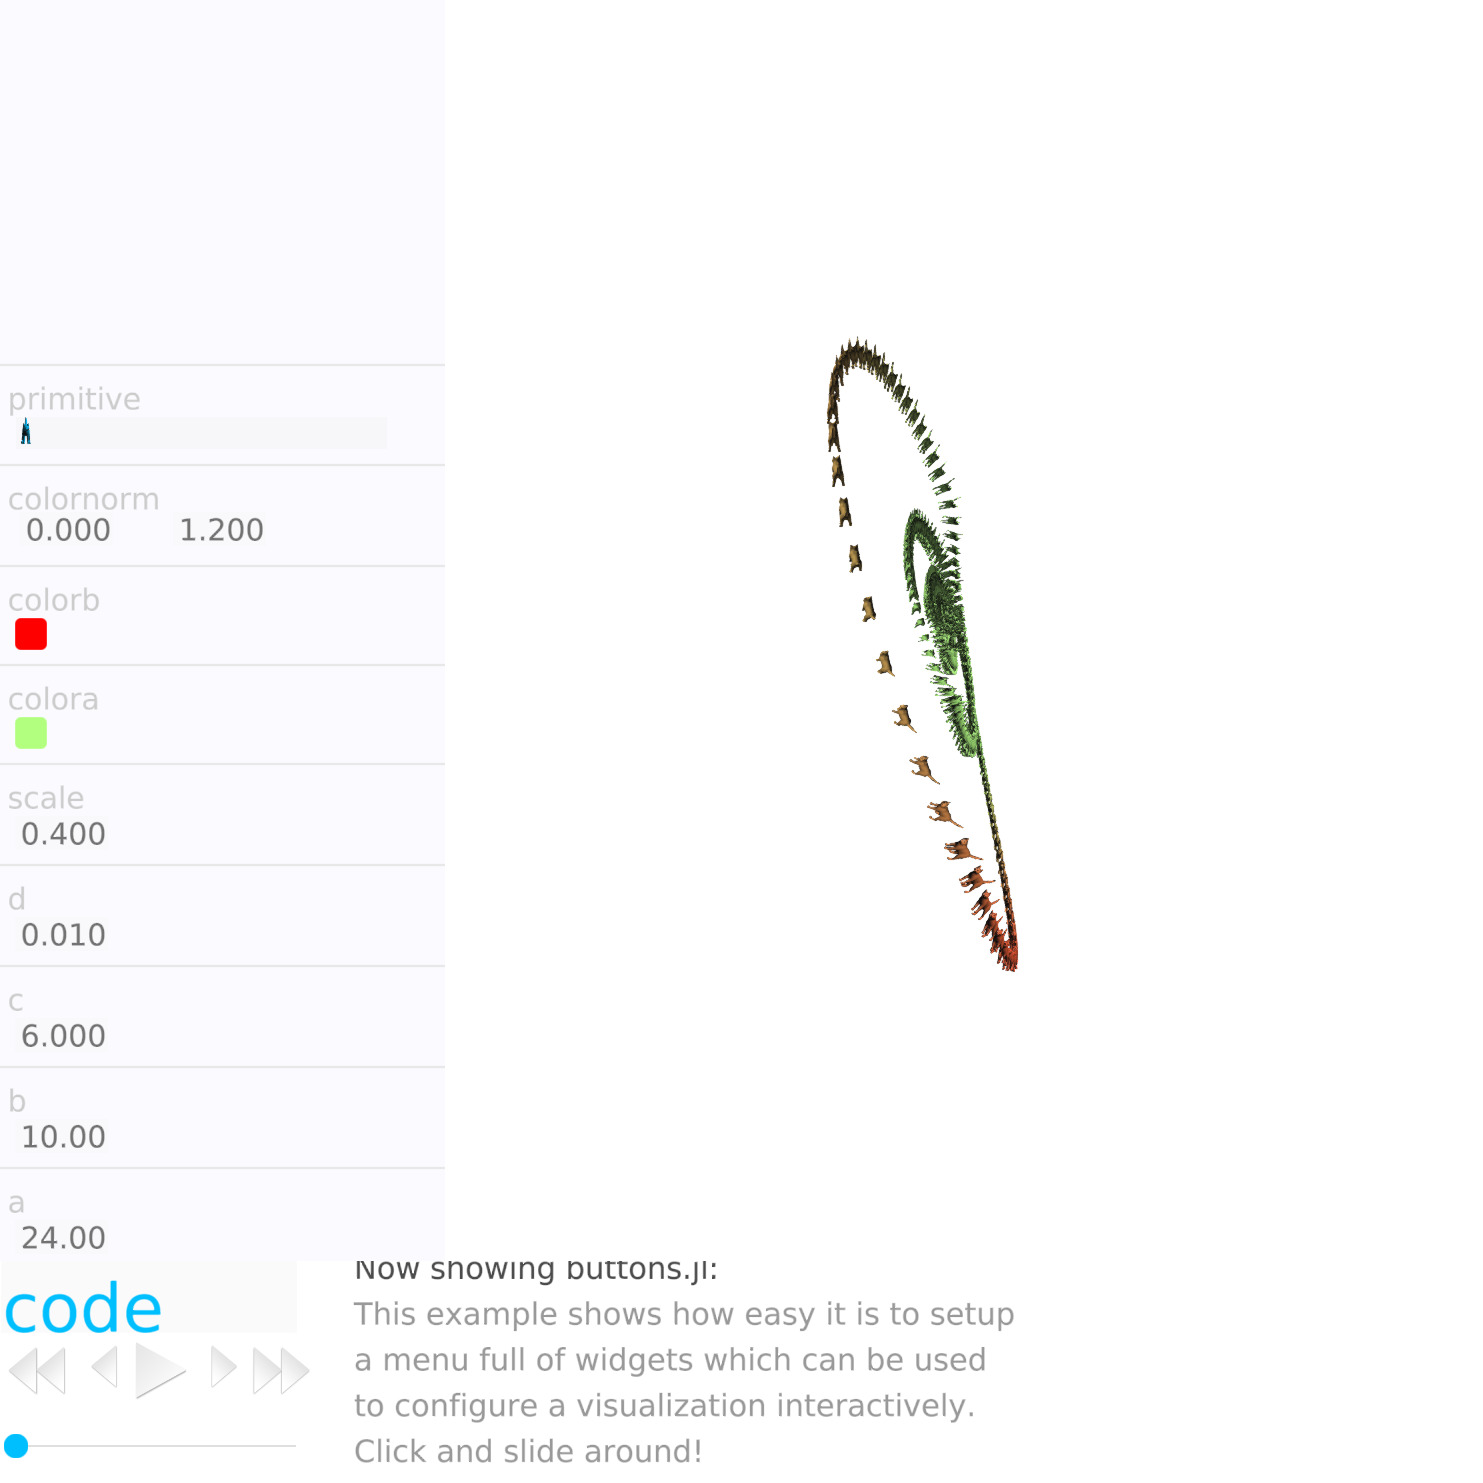 primitive
colornorm
0.000 1.200
colorb
colora
scale
0.400
d
0.010
c
6.000
b
10.00
a
24.00
code
Now showing buttons.jl:
This example shows how easy it is to setup
a menu full of widgets which can be used
to configure a visualization interactively.
Click and slide around!